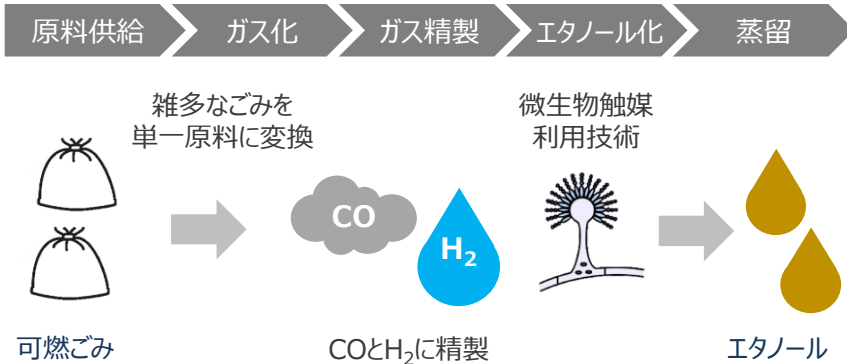 原料供給
ガス化
ガス精製
エタノール化
蒸留
雑多なごみを
単一原料に変換
微生物触媒
利用技術
CO
H₂
可燃ごみ
COとH₂に精製
エタノール